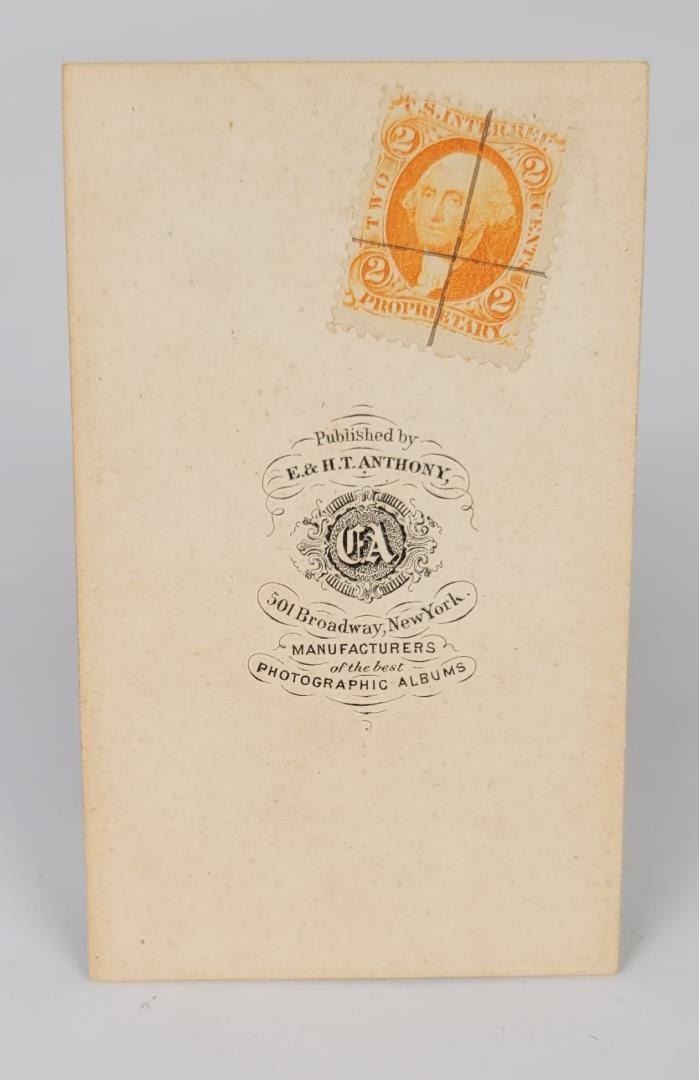 U.S. INTER. REV.
2 2
TWO CENTS
2 2
PROPRIETARY
Published by
E. & H. T. ANTHONY,
EA
501 Broadway, New York.
MANUFACTURERS
of the best
PHOTOGRAPHIC ALBUMS